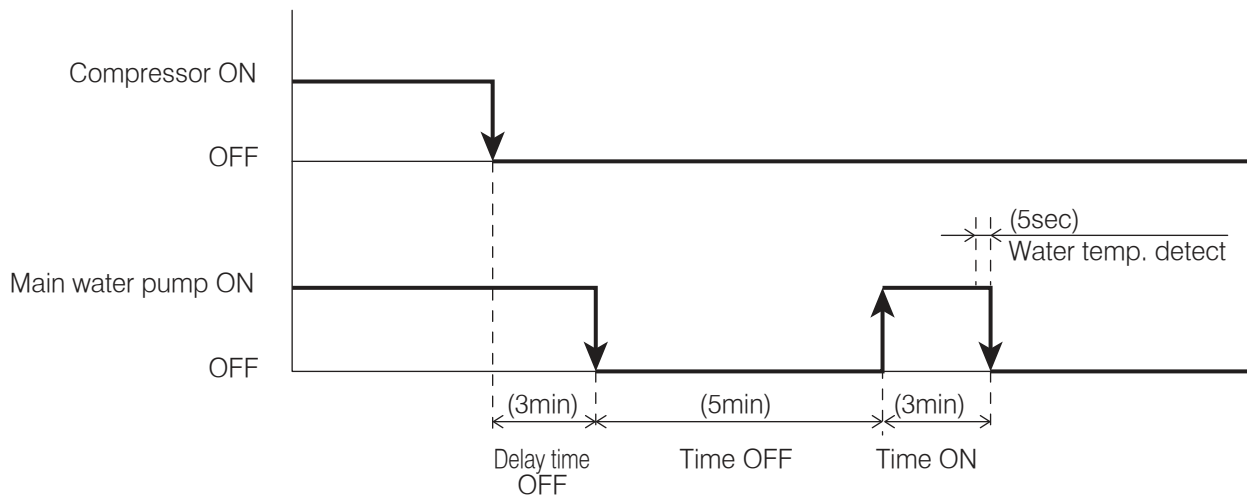 Compressor ON
OFF
(5sec)
Water temp. detect
Main water pump ON
OFF
(3min)
(5min)
(3min)
Delay time
OFF
Time OFF
Time ON